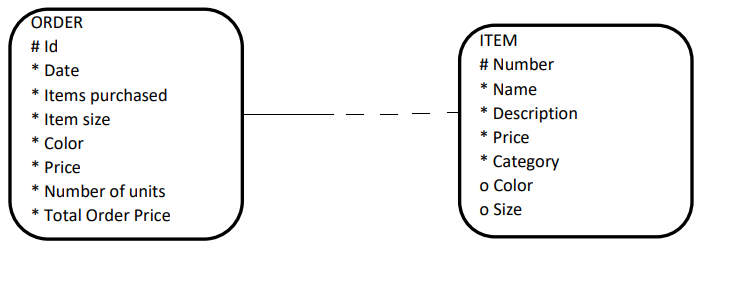 ORDER
# Id
* Date
* Items purchased
* Item size
* Color
* Price
* Number of units
* Total Order Price
ITEM
# Number
* Name
* Description
* Price
* Category
o Color
o Size